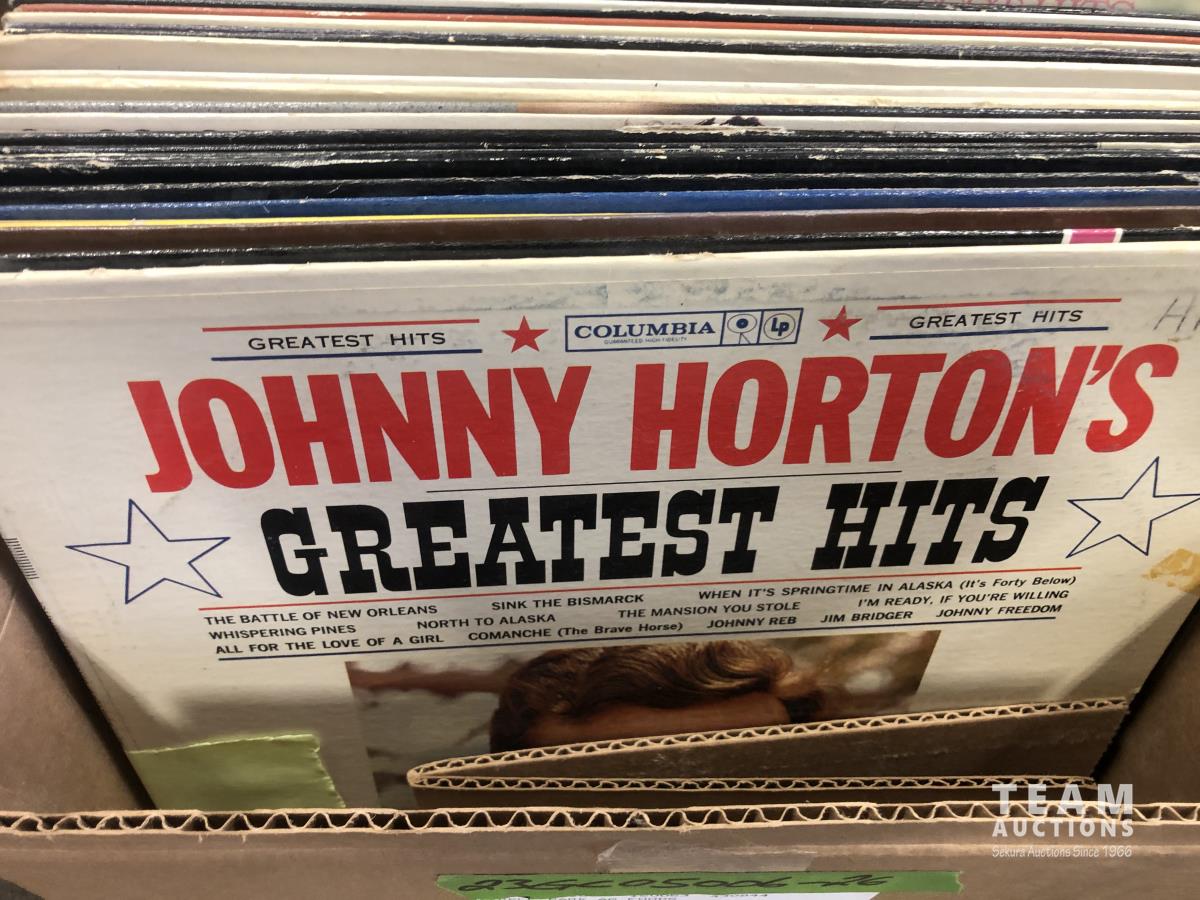 GREATEST HITS
COLUMBIA
Lp
GUARANTEED HIGH-FIDELITY
GREATEST HITS
JOHNNY HORTON'S
GREATEST HITS
THE BATTLE OF NEW ORLEANS SINK THE BISMARCK WHEN IT'S SPRINGTIME IN ALASKA (It's Forty Below)
WHISPERING PINES NORTH TO ALASKA THE MANSION YOU STOLE I'M READY, IF YOU'RE WILLING
ALL FOR THE LOVE OF A GIRL COMANCHE (The Brave Horse) JOHNNY REB JIM BRIDGER JOHNNY FREEDOM
TEAM
AUCTIONS
Sekura Auctions Since 1966